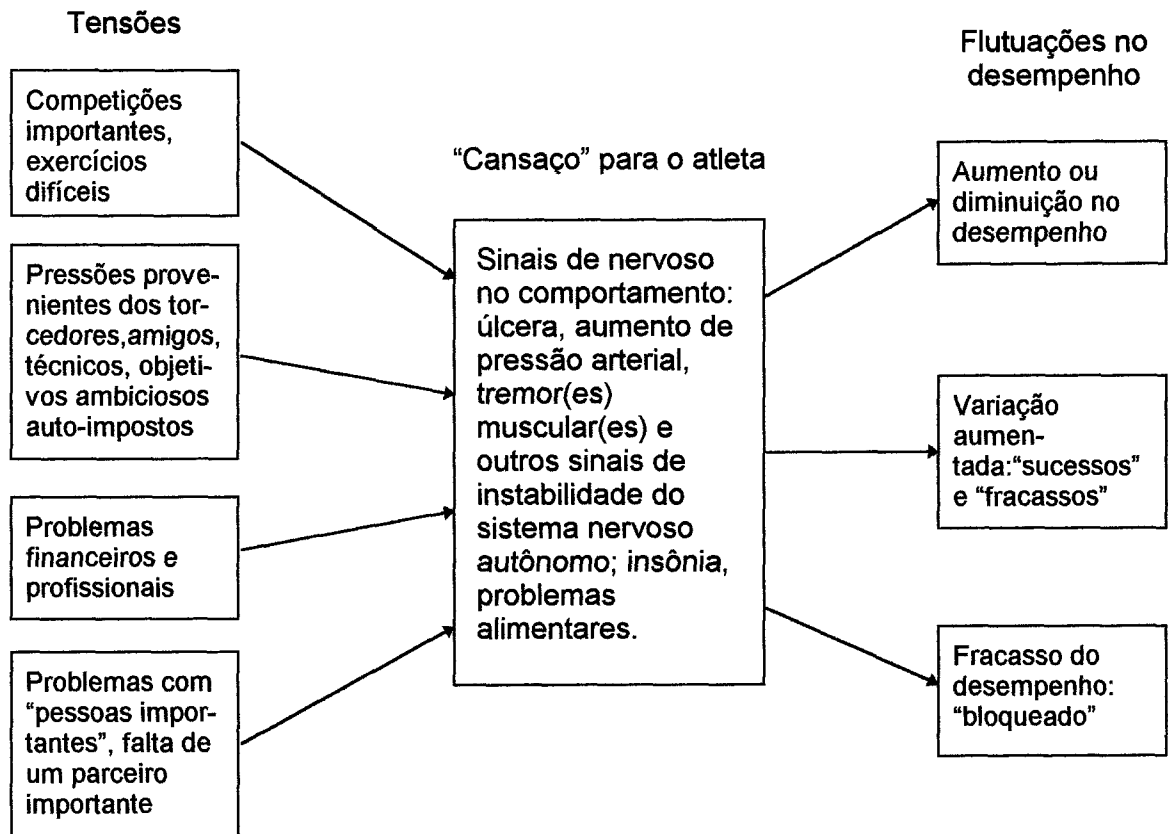 Tensões
Competições
importantes,
exercícios
difíceis
Pressões prove-
nientes dos tor-
cedores,amigos,
técnicos, objeti-
vos ambiciosos
auto-impostos
Problemas
financeiros e
profissionais
Problemas com
“pessoas impor-
tantes”, falta de
um parceiro
importante
“Cansaço” para o atleta
Sinais de nervoso
no comportamento:
úlcera, aumento de
pressão arterial,
tremor(es)
muscular(es) e
outros sinais de
instabilidade do
sistema nervoso
autônomo; insônia,
problemas
alimentares.
Flutuações no
desempenho
Aumento ou
diminuição no
desempenho
Variação
aumen-
tada:“sucessos”
e “fracassos”
Fracasso do
desempenho:
“bloqueado”